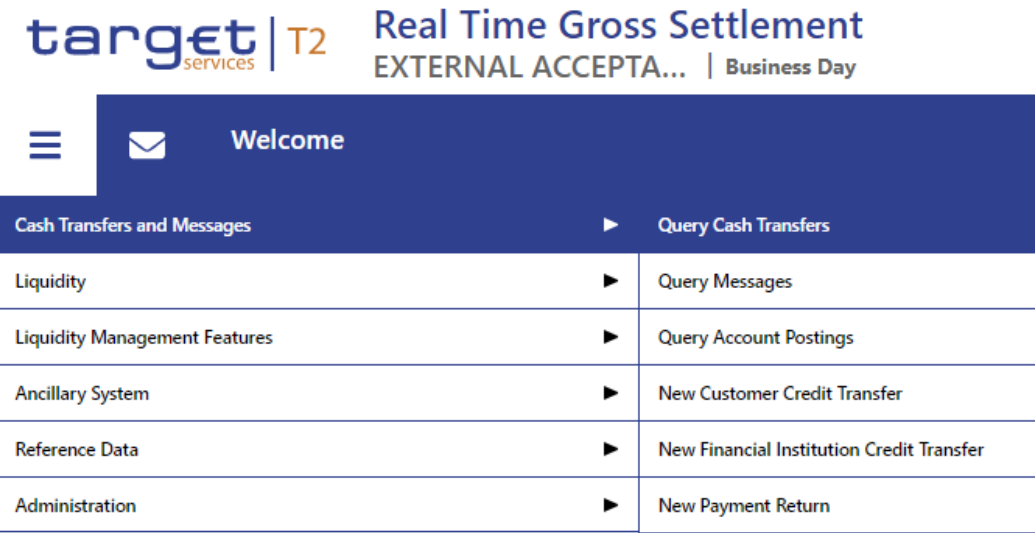 target services | T2
Real Time Gross Settlement
EXTERNAL ACCEPTA... | Business Day
Welcome
Cash Transfers and Messages
Liquidity
Liquidity Management Features
Ancillary System
Reference Data
Administration
Query Cash Transfers
Query Messages
Query Account Postings
New Customer Credit Transfer
New Financial Institution Credit Transfer
New Payment Return